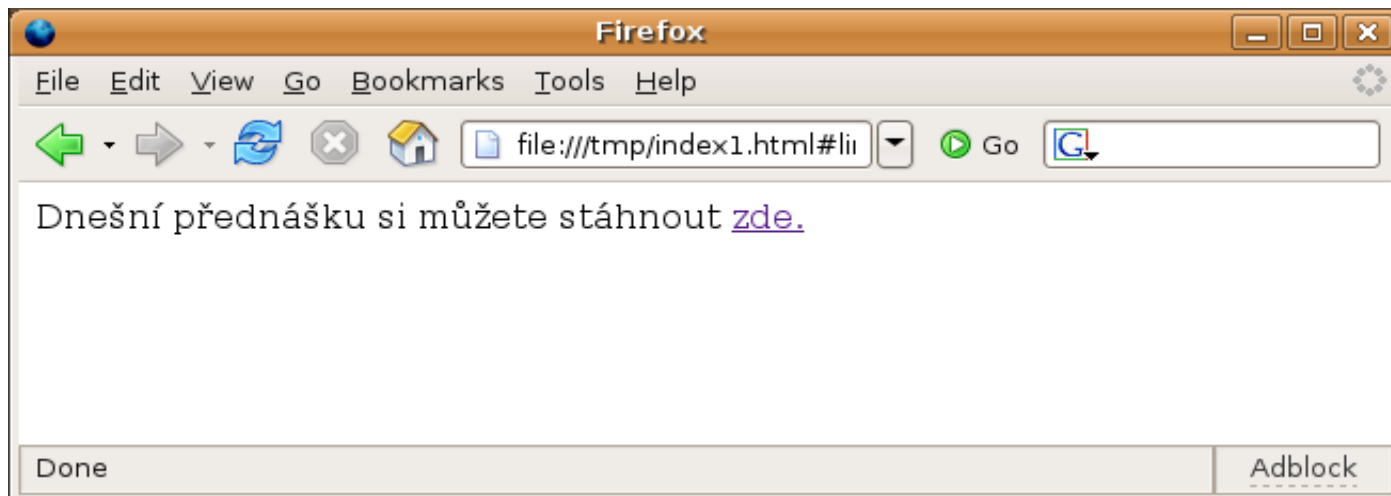 Firefox
File Edit View Go Bookmarks Tools Help
file:///tmp/index1.html#li Go G
Dnešní přednášku si můžete stáhnout zde.
Done Adblock